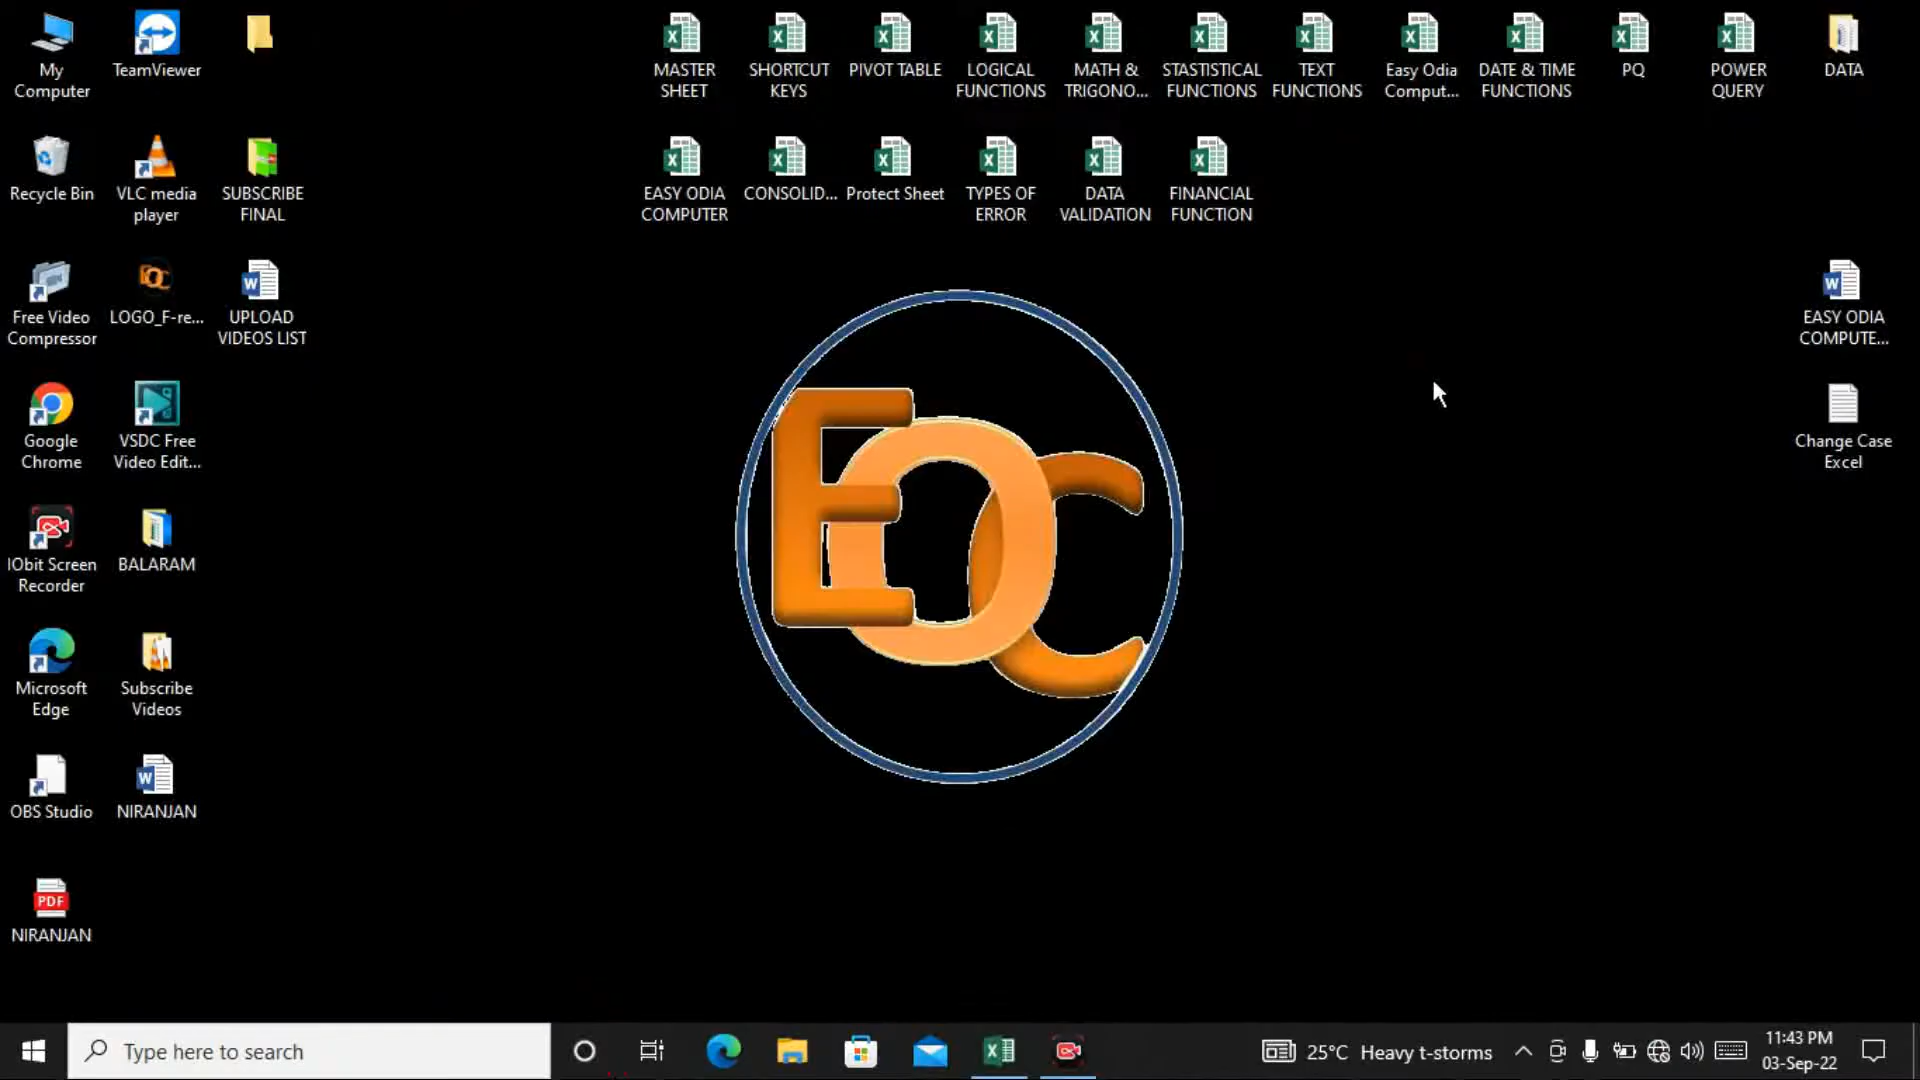 My
Computer
TeamViewer
MASTER
SHEET
SHORTCUT
KEYS
PIVOT TABLE
LOGICAL
FUNCTIONS
MATH &
TRIGONO...
STASTISTICAL
FUNCTIONS
TEXT
FUNCTIONS
Easy Odia
Comput...
DATE & TIME
FUNCTIONS
PQ
POWER
QUERY
DATA
Recycle Bin
VLC media
player
SUBSCRIBE
FINAL
EASY ODIA
COMPUTER
CONSOLID...
Protect Sheet
TYPES OF
ERROR
DATA
VALIDATION
FINANCIAL
FUNCTION
Free Video
Compressor
EOC
LOGO_F-re...
UPLOAD
VIDEOS LIST
EASY ODIA
COMPUTE...
Google
Chrome
VSDC Free
Video Edit...
Change Case
Excel
EOC
IObit Screen
Recorder
BALARAM
Microsoft
Edge
Subscribe
Videos
OBS Studio
NIRANJAN
PDF
NIRANJAN
Type here to search
25°C Heavy t-storms
11:43 PM
03-Sep-22